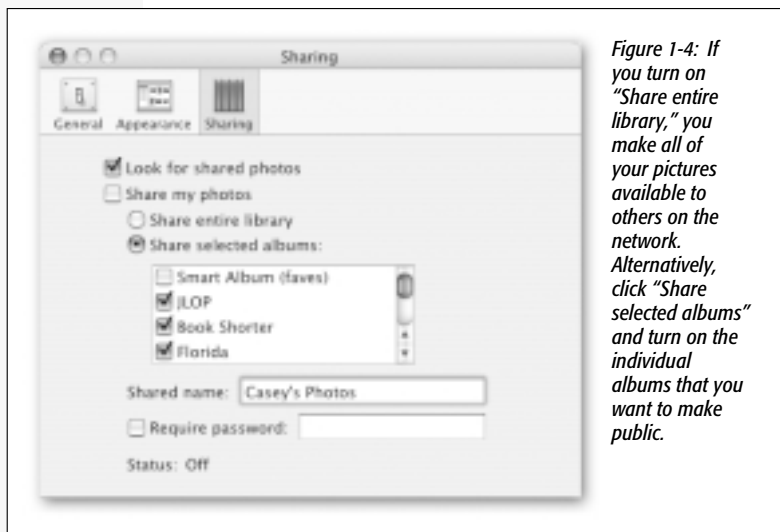 Sharing
General Appearance Sharing
Look for shared photos
Share my photos
Share entire library
Share selected albums:
Smart Album (faves)
JLOP
Book Shorter
Florida
Shared name: Casey's Photos
Require password:
Status: Off
Figure 1-4: If
you turn on
“Share entire
library,” you
make all of
your pictures
available to
others on the
network.
Alternatively,
click “Share
selected albums”
and turn on the
individual
albums that you
want to make
public.